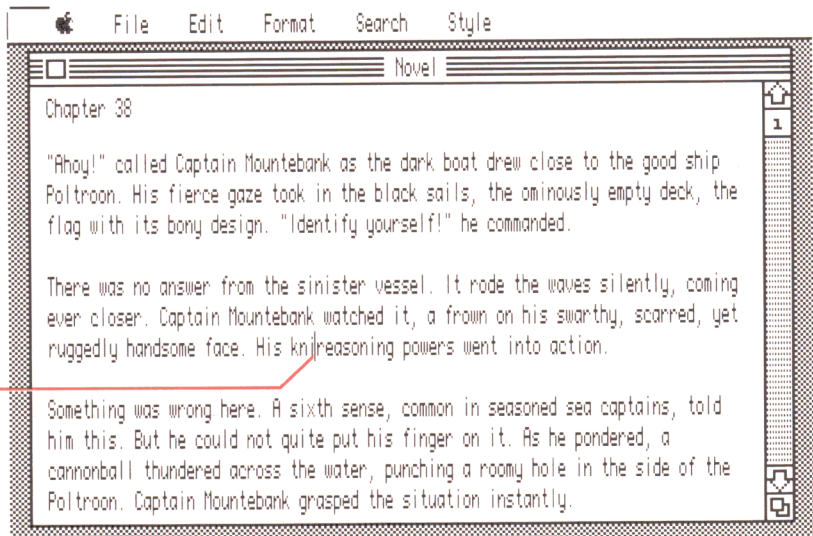 File Edit Format Search Style
Novel
Chapter 38
1
"Ahoy!" called Captain Mountebank as the dark boat drew close to the good ship
Poltroon. His fierce gaze took in the black sails, the ominously empty deck, the
flag with its bony design. "Identify yourself!" he commanded.
There was no answer from the sinister vessel. It rode the waves silently, coming
ever closer. Captain Mountebank watched it, a frown on his swarthy, scarred, yet
ruggedly handsome face. His knireasoning powers went into action.
Something was wrong here. A sixth sense, common in seasoned sea captains, told
him this. But he could not quite put his finger on it. As he pondered, a
cannonball thundered across the water, punching a roomy hole in the side of the
Poltroon. Captain Mountebank grasped the situation instantly.